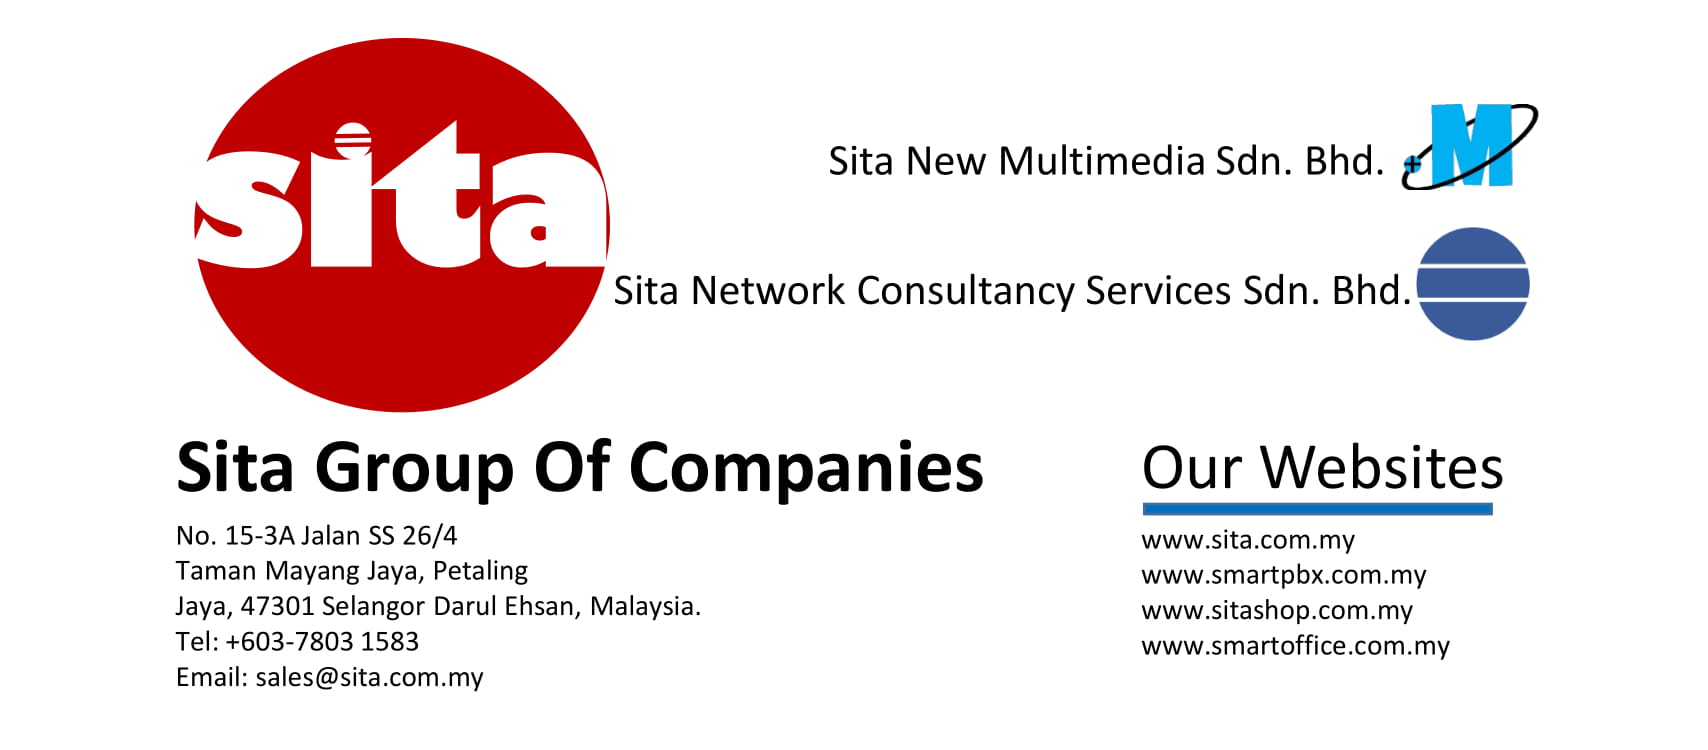 sita
Sita New Multimedia Sdn. Bhd.
M
Sita Network Consultancy Services Sdn. Bhd.
Sita Group Of Companies
No. 15-3A Jalan SS 26/4
Taman Mayang Jaya, Petaling
Jaya, 47301 Selangor Darul Ehsan, Malaysia.
Tel: +603-7803 1583
Email: sales@sita.com.my
Our Websites
www.sita.com.my
www.smartpbx.com.my
www.sitashop.com.my
www.smartoffice.com.my